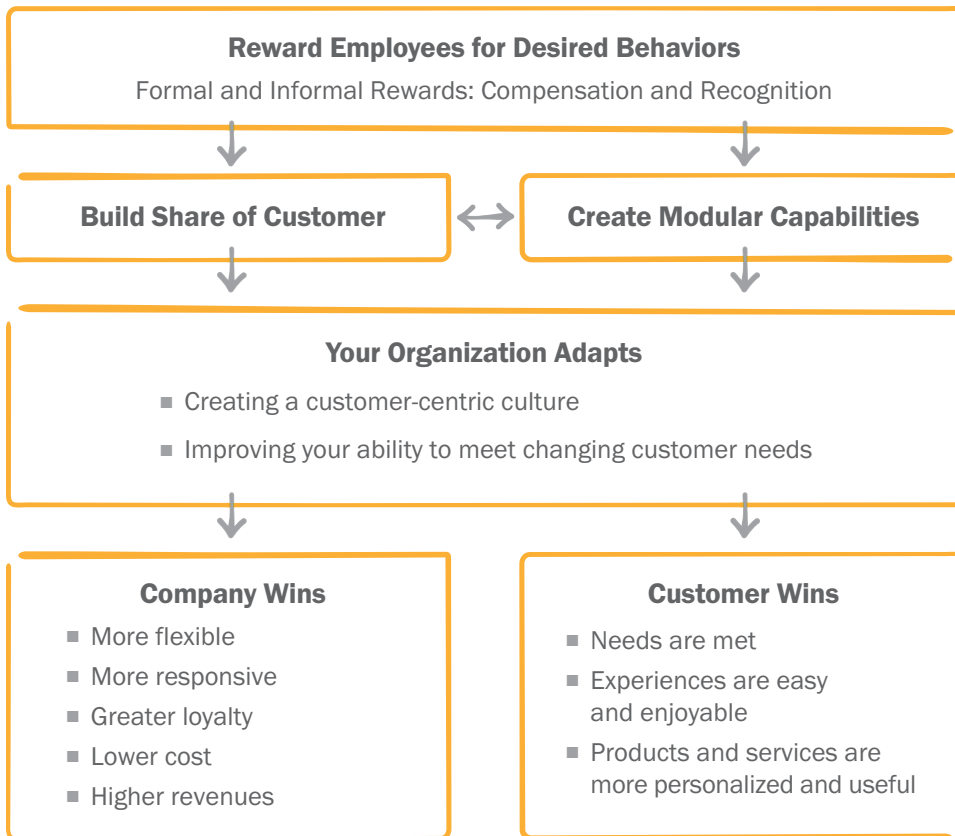 Reward Employees for Desired Behaviors
Formal and Informal Rewards: Compensation and Recognition
Build Share of Customer
Create Modular Capabilities
Your Organization Adapts
■ Creating a customer-centric culture
■ Improving your ability to meet changing customer needs
Company Wins
■ More flexible
■ More responsive
■ Greater loyalty
■ Lower cost
■ Higher revenues
Customer Wins
■ Needs are met
■ Experiences are easy
and enjoyable
■ Products and services are
more personalized and useful